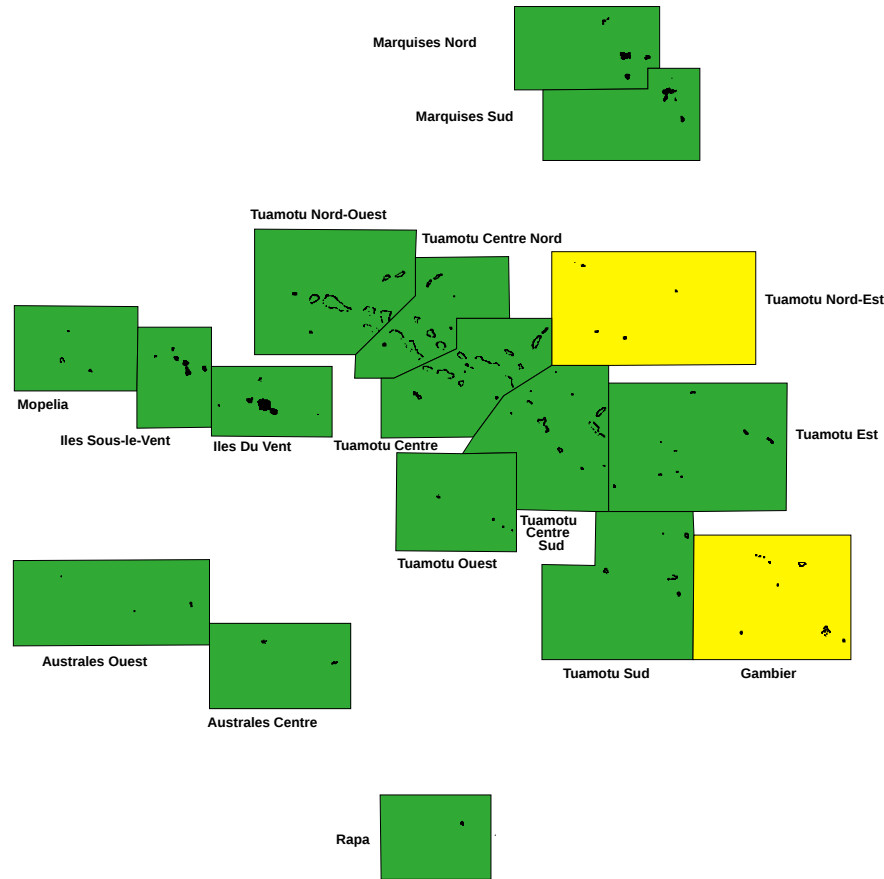 Marquises Nord
Marquises Sud
Tuamotu Nord-Ouest
Tuamotu Centre Nord
Tuamotu Nord-Est
Mopelia
Iles Sous-le-Vent
Iles Du Vent
Tuamotu Centre
Tuamotu Est
Tuamotu
Centre
Sud
Tuamotu Ouest
Australes Ouest
Tuamotu Sud
Gambier
Australes Centre
Rapa